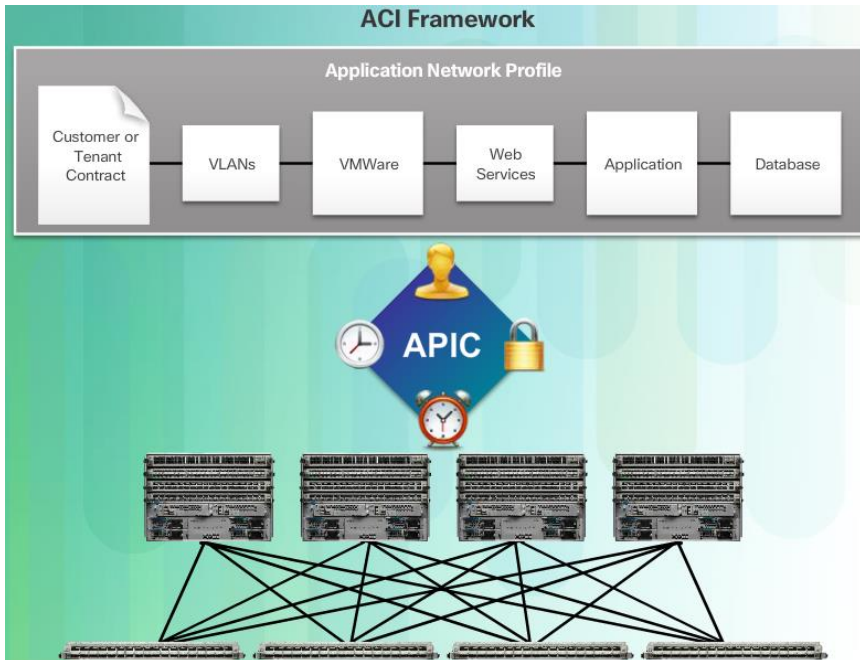 ACI Framework
Application Network Profile
Customer or
Tenant
Contract
VLANs
VMWare
Web
Services
Application
Database
APIC